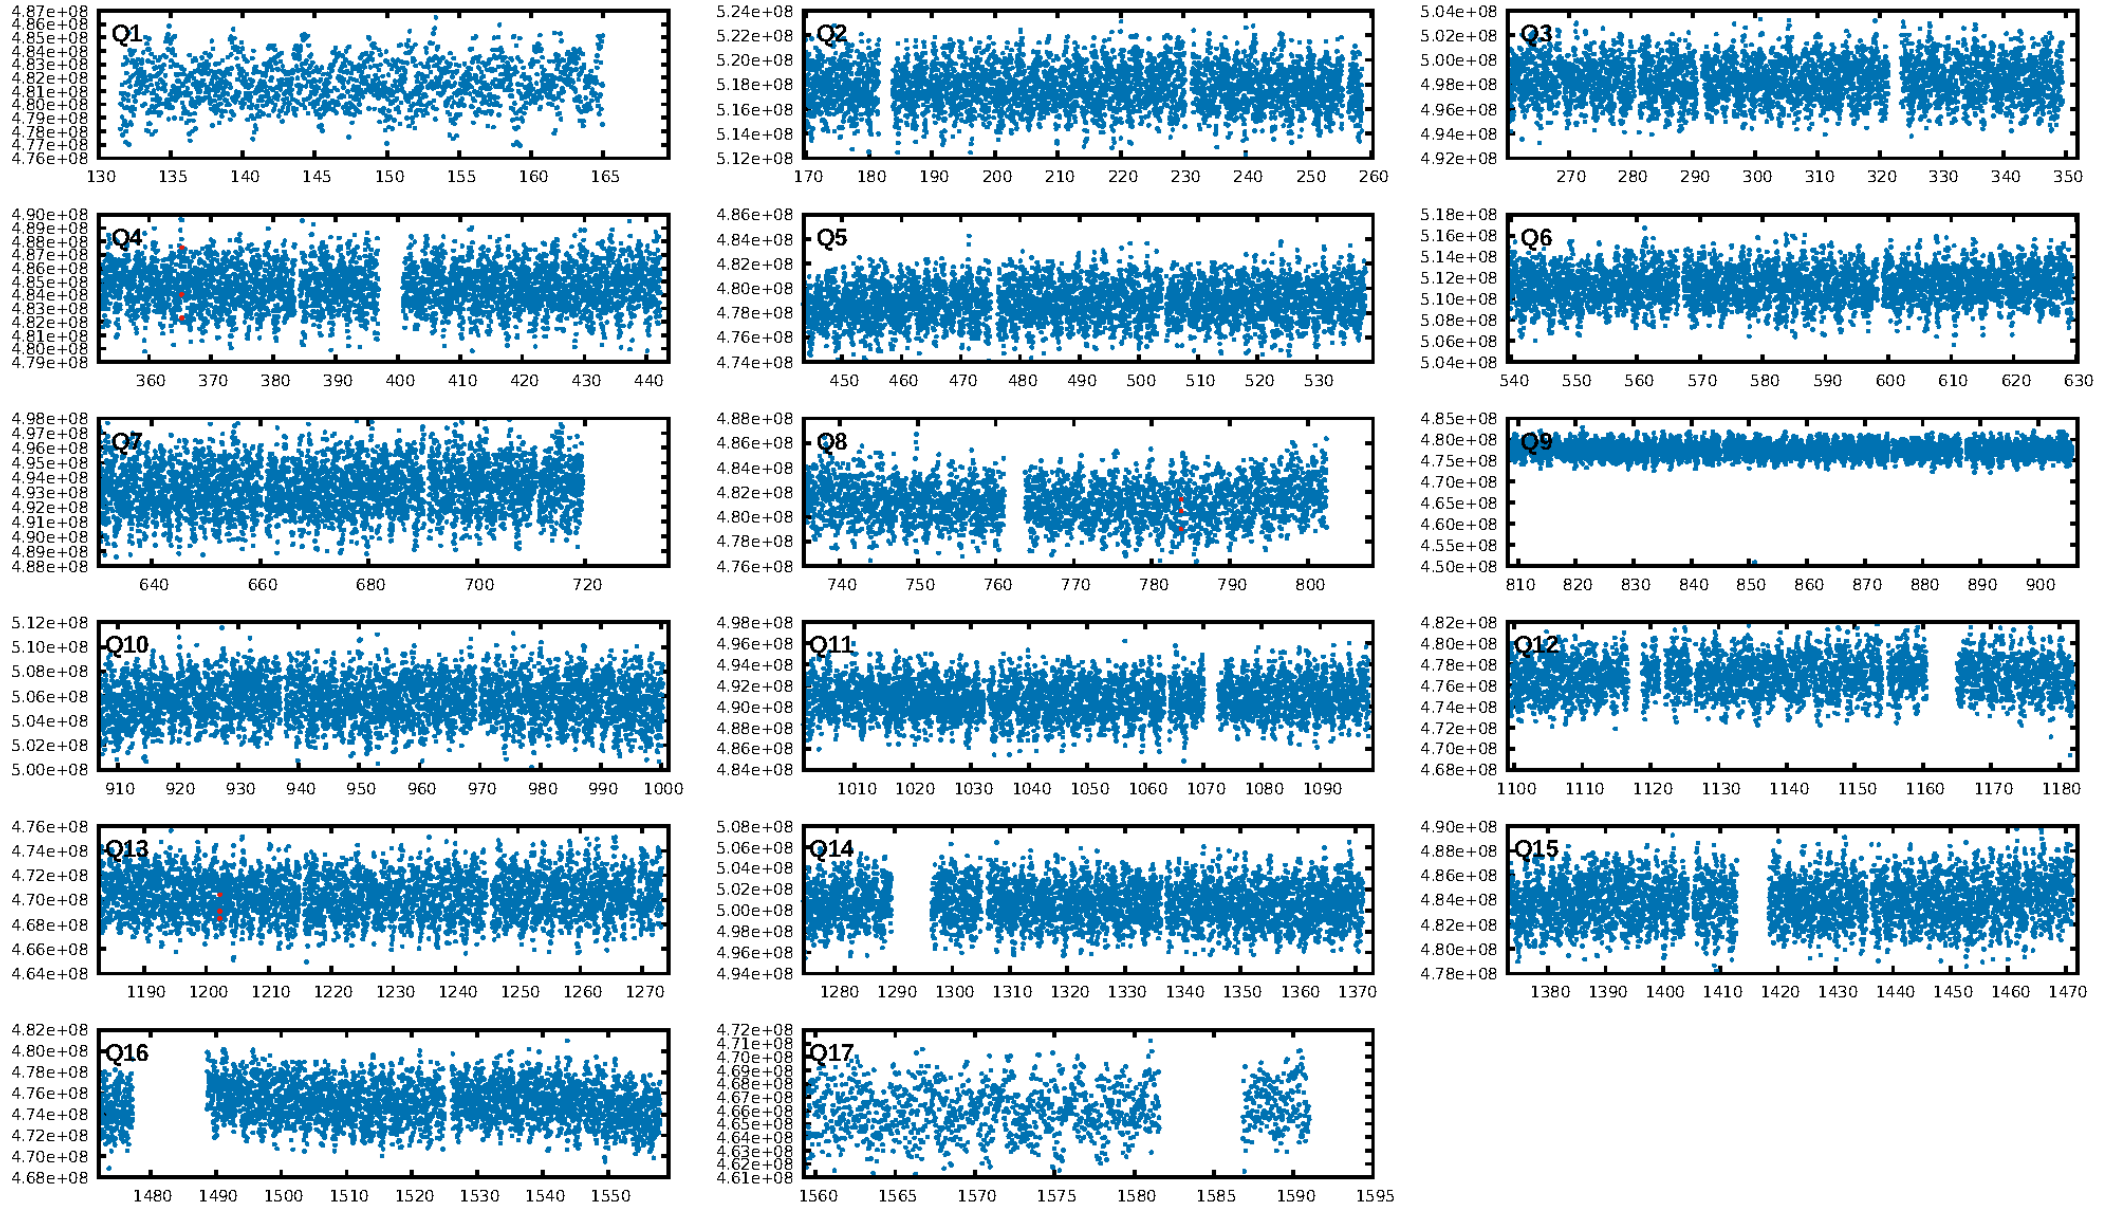 Q1
4.87e+08
4.86e+08
4.85e+08
4.84e+08
4.83e+08
4.82e+08
4.81e+08
4.80e+08
4.79e+08
4.78e+08
4.77e+08
4.76e+08
130 135 140 145 150 155 160 165
Q2
5.24e+08
5.22e+08
5.20e+08
5.18e+08
5.16e+08
5.14e+08
5.12e+08
170 180 190 200 210 220 230 240 250 260
Q3
5.04e+08
5.02e+08
5.00e+08
4.98e+08
4.96e+08
4.94e+08
4.92e+08
270 280 290 300 310 320 330 340 350
Q4
4.90e+08
4.89e+08
4.88e+08
4.87e+08
4.86e+08
4.85e+08
4.84e+08
4.83e+08
4.82e+08
4.81e+08
4.80e+08
4.79e+08
360 370 380 390 400 410 420 430 440
Q5
4.86e+08
4.84e+08
4.82e+08
4.80e+08
4.78e+08
4.76e+08
4.74e+08
450 460 470 480 490 500 510 520 530
Q6
5.18e+08
5.16e+08
5.14e+08
5.12e+08
5.10e+08
5.08e+08
5.06e+08
5.04e+08
540 550 560 570 580 590 600 610 620 630
Q7
4.98e+08
4.97e+08
4.96e+08
4.95e+08
4.94e+08
4.93e+08
4.92e+08
4.91e+08
4.90e+08
4.89e+08
4.88e+08
640 660 680 700 720
Q8
4.88e+08
4.86e+08
4.84e+08
4.82e+08
4.80e+08
4.78e+08
4.76e+08
740 750 760 770 780 790 800
Q9
4.85e+08
4.80e+08
4.75e+08
4.70e+08
4.65e+08
4.60e+08
4.55e+08
4.50e+08
810 820 830 840 850 860 870 880 890 900
Q10
5.12e+08
5.10e+08
5.08e+08
5.06e+08
5.04e+08
5.02e+08
5.00e+08
910 920 930 940 950 960 970 980 990 1000
Q11
4.98e+08
4.96e+08
4.94e+08
4.92e+08
4.90e+08
4.88e+08
4.86e+08
4.84e+08
1010 1020 1030 1040 1050 1060 1070 1080 1090
Q12
4.82e+08
4.80e+08
4.78e+08
4.76e+08
4.74e+08
4.72e+08
4.70e+08
4.68e+08
1100 1110 1120 1130 1140 1150 1160 1170 1180
Q13
4.76e+08
4.74e+08
4.72e+08
4.70e+08
4.68e+08
4.66e+08
4.64e+08
1190 1200 1210 1220 1230 1240 1250 1260 1270
Q14
5.08e+08
5.06e+08
5.04e+08
5.02e+08
5.00e+08
4.98e+08
4.96e+08
4.94e+08
1280 1290 1300 1310 1320 1330 1340 1350 1360 1370
Q15
4.90e+08
4.88e+08
4.86e+08
4.84e+08
4.82e+08
4.80e+08
4.78e+08
1380 1390 1400 1410 1420 1430 1440 1450 1460 1470
Q16
4.82e+08
4.80e+08
4.78e+08
4.76e+08
4.74e+08
4.72e+08
4.70e+08
4.68e+08
1480 1490 1500 1510 1520 1530 1540 1550
Q17
4.72e+08
4.71e+08
4.70e+08
4.69e+08
4.68e+08
4.67e+08
4.66e+08
4.65e+08
4.64e+08
4.63e+08
4.62e+08
4.61e+08
1560 1565 1570 1575 1580 1585 1590 1595